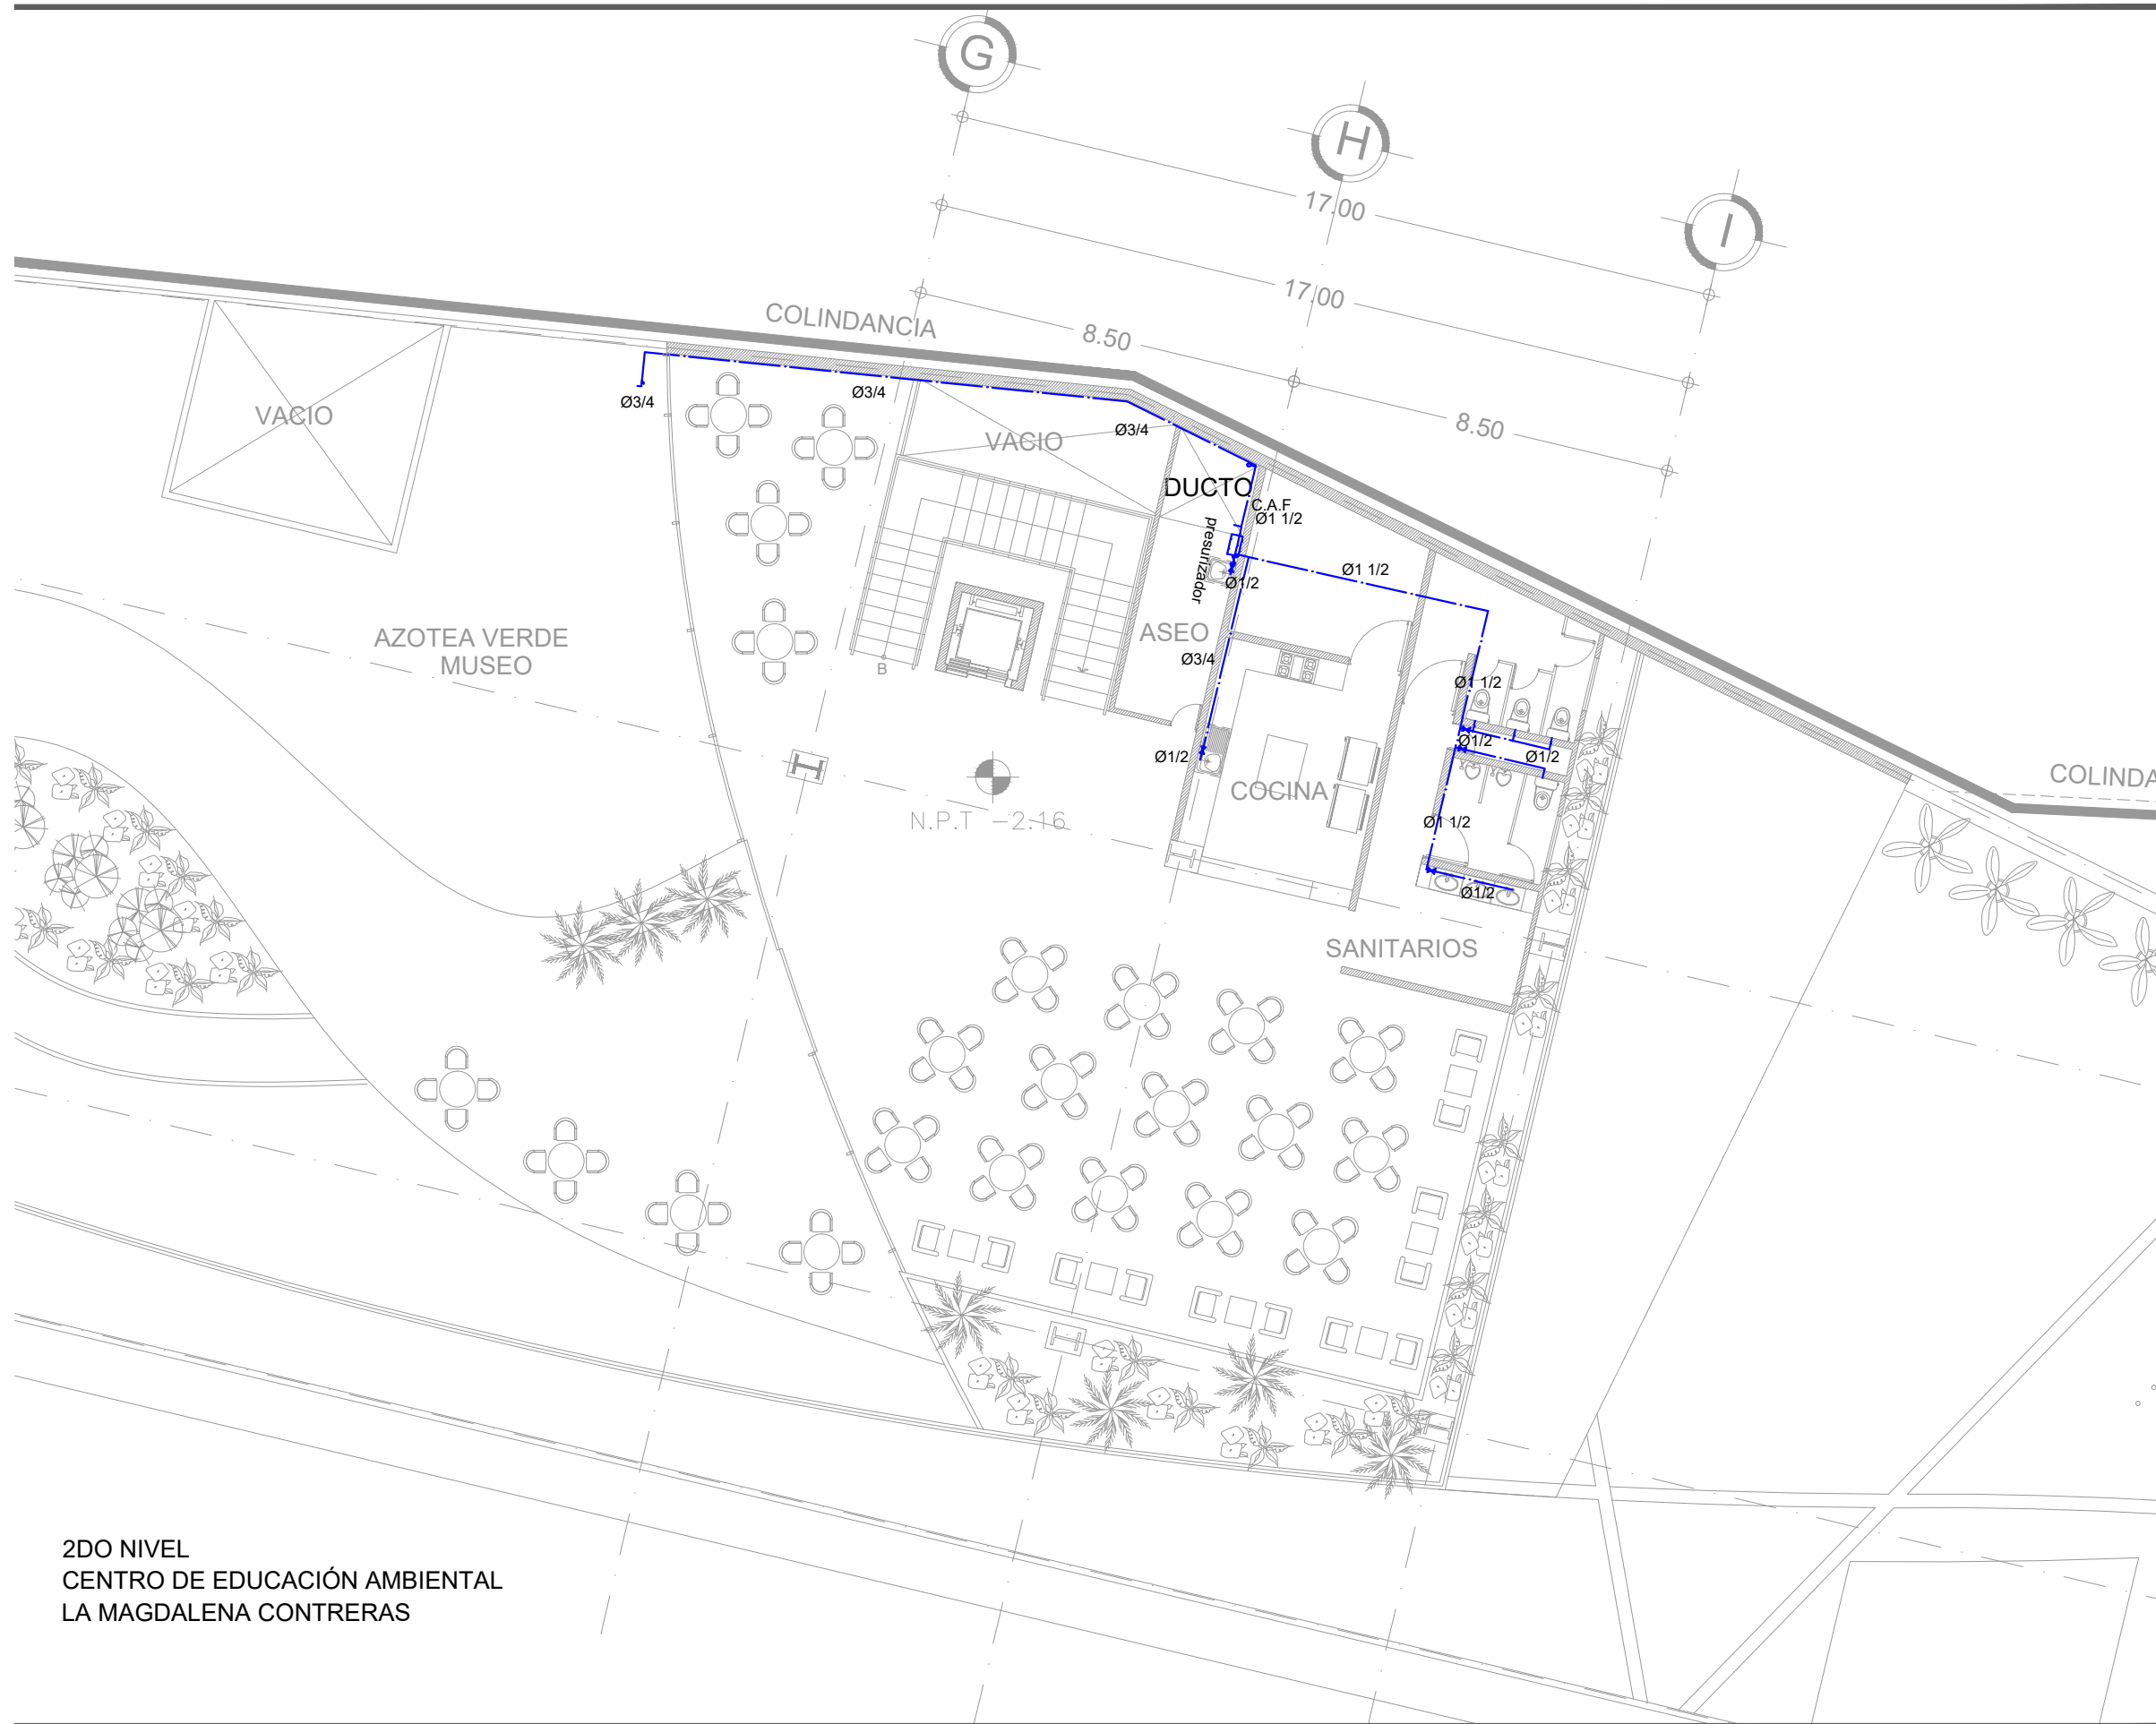 G
H
I
17.00
17.00
8.50
8.50
COLINDANCIA
VACIO
Ø3/4
Ø3/4
Ø3/4
VACIO
DUCTO
C.A.F
Ø1 1/2
presurizador
Ø1/2
Ø1 1/2
AZOTEA VERDE
MUSEO
ASEO
Ø3/4
B
Ø1 1/2
Ø1/2
Ø1/2
Ø1/2
COCINA
N.P.T -2.16
COLINDA
Ø1 1/2
Ø1/2
SANITARIOS
2DO NIVEL
CENTRO DE EDUCACIÓN AMBIENTAL
LA MAGDALENA CONTRERAS